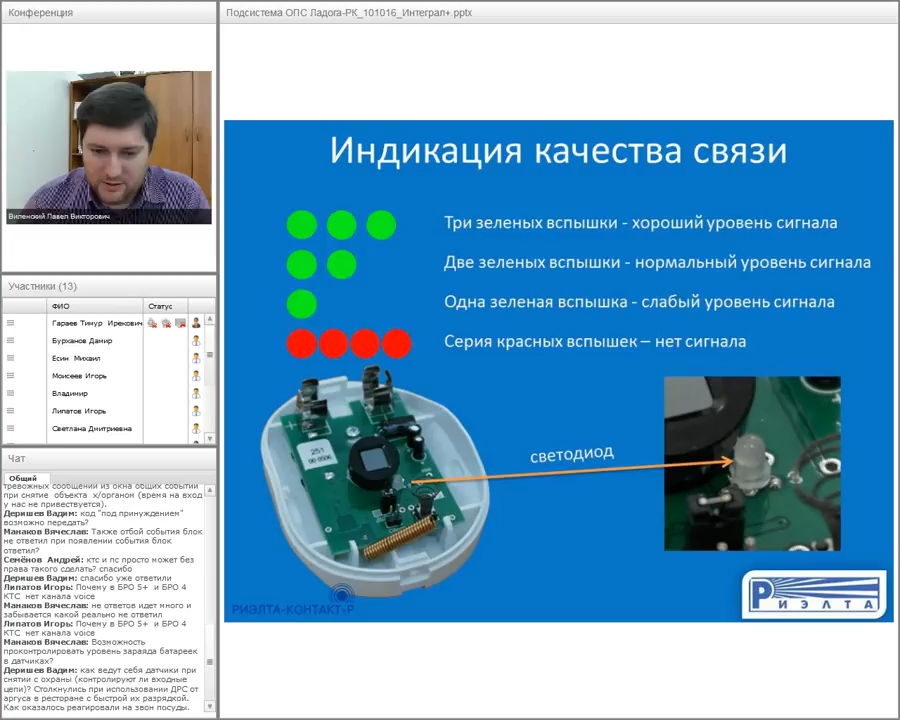 Конференция
Виленский Павел Викторович
Участники (13)
ФИО Статус
Гараев Тимур Ирекович
Бурханов Дамир
Есин Михаил
Моисеев Игорь
Владимир
Липатов Игорь
Светлана Дмитриевна
Чат
Общий
тревожных сообщений из окна общих событий
при снятие объекта х/органом (время на вход
у нас не привествуется).
Деришев Вадим: код "под принуждением"
возможно передать?
Манаков Вячеслав: Также отбой события блок
не ответил при появлении события блок
ответил?
Семёнов Андрей: ктс и пс просто может без
права такого сделать? спасибо
Деришев Вадим: спасибо уже ответили
Липатов Игорь: Почему в БРО 5+ и БРО 4
КТС нет канала voice
Манаков Вячеслав: не ответов идет много и
забывается какой реально не ответил
Липатов Игорь: Почему в БРО 5+ и БРО 4
КТС нет канала voice
Манаков Вячеслав: Возможность
проконтролировать уровень зараяда батареек
в датчиках?
Деришев Вадим: как ведут себя датчики при
снятии с охраны (контролируют ли входные
цепи)? Столкнулись при использовании ДРС от
аргуса в ресторане с быстрой их разрядкой.
Как оказалось реагировали на звон посуды.
Подсистема ОПС Ладога-РК_101016_Интеграл+.pptx
Индикация качества связи
Три зеленых вспышки - хороший уровень сигнала
Две зеленых вспышки - нормальный уровень сигнала
Одна зеленая вспышка - слабый уровень сигнала
Серия красных вспышек – нет сигнала
251
светодиод
РИЭЛТА-КОНТАКТ-Р
РИЭЛТА